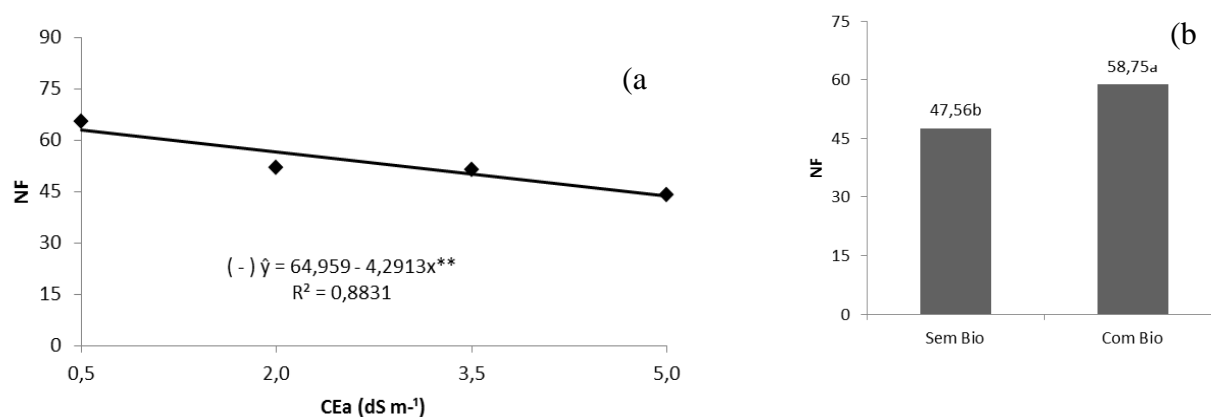 90
75
60
45
30
15
0
NF
(a
( - ) ŷ = 64,959 - 4,2913x**
R² = 0,8831
0,5 2,0 3,5 5,0
CEa (dS m-¹)
75
60
45
30
15
0
NF
(b
47,56b
58,75a
Sem Bio Com Bio